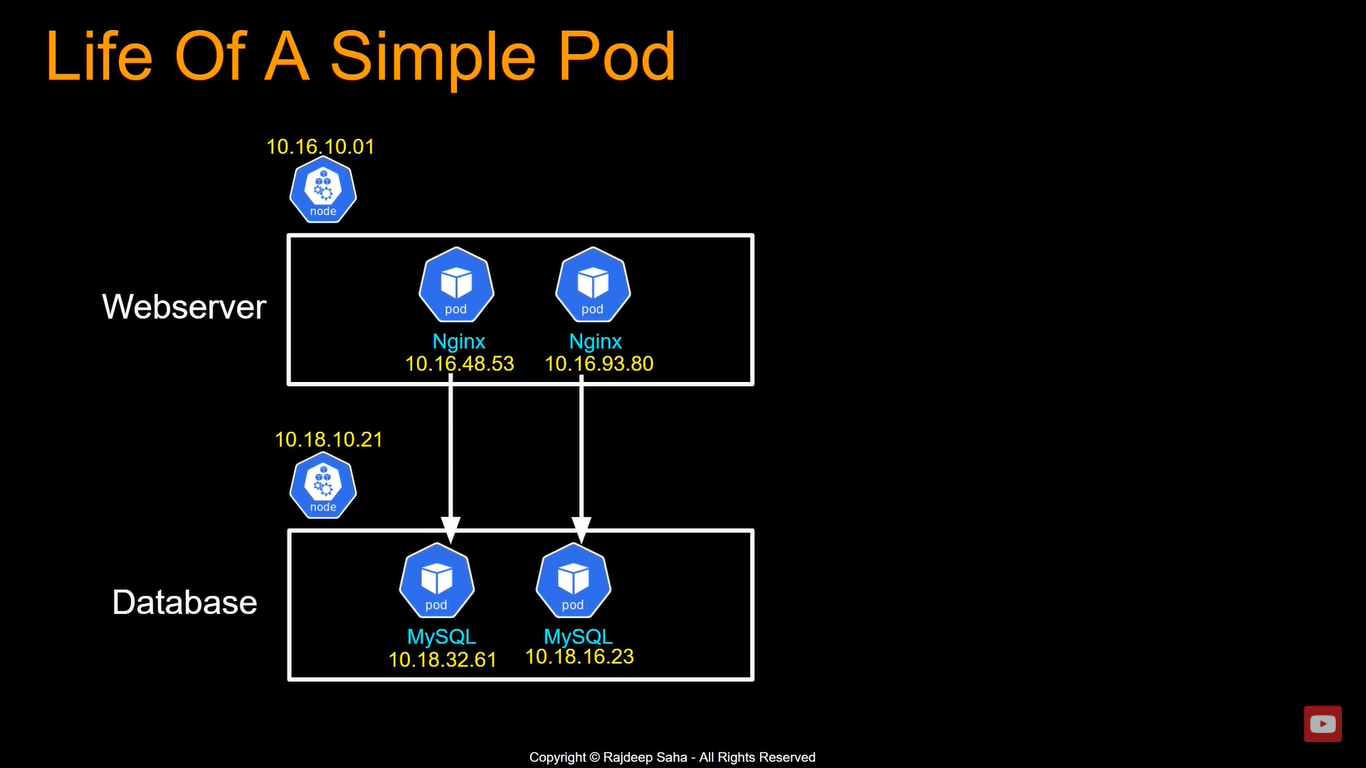 Life Of A Simple Pod
10.16.10.01
node
Webserver
pod
pod
Nginx
Nginx
10.16.48.53
10.16.93.80
10.18.10.21
node
Database
pod
pod
MySQL
MySQL
10.18.32.61
10.18.16.23
Copyright © Rajdeep Saha - All Rights Reserved